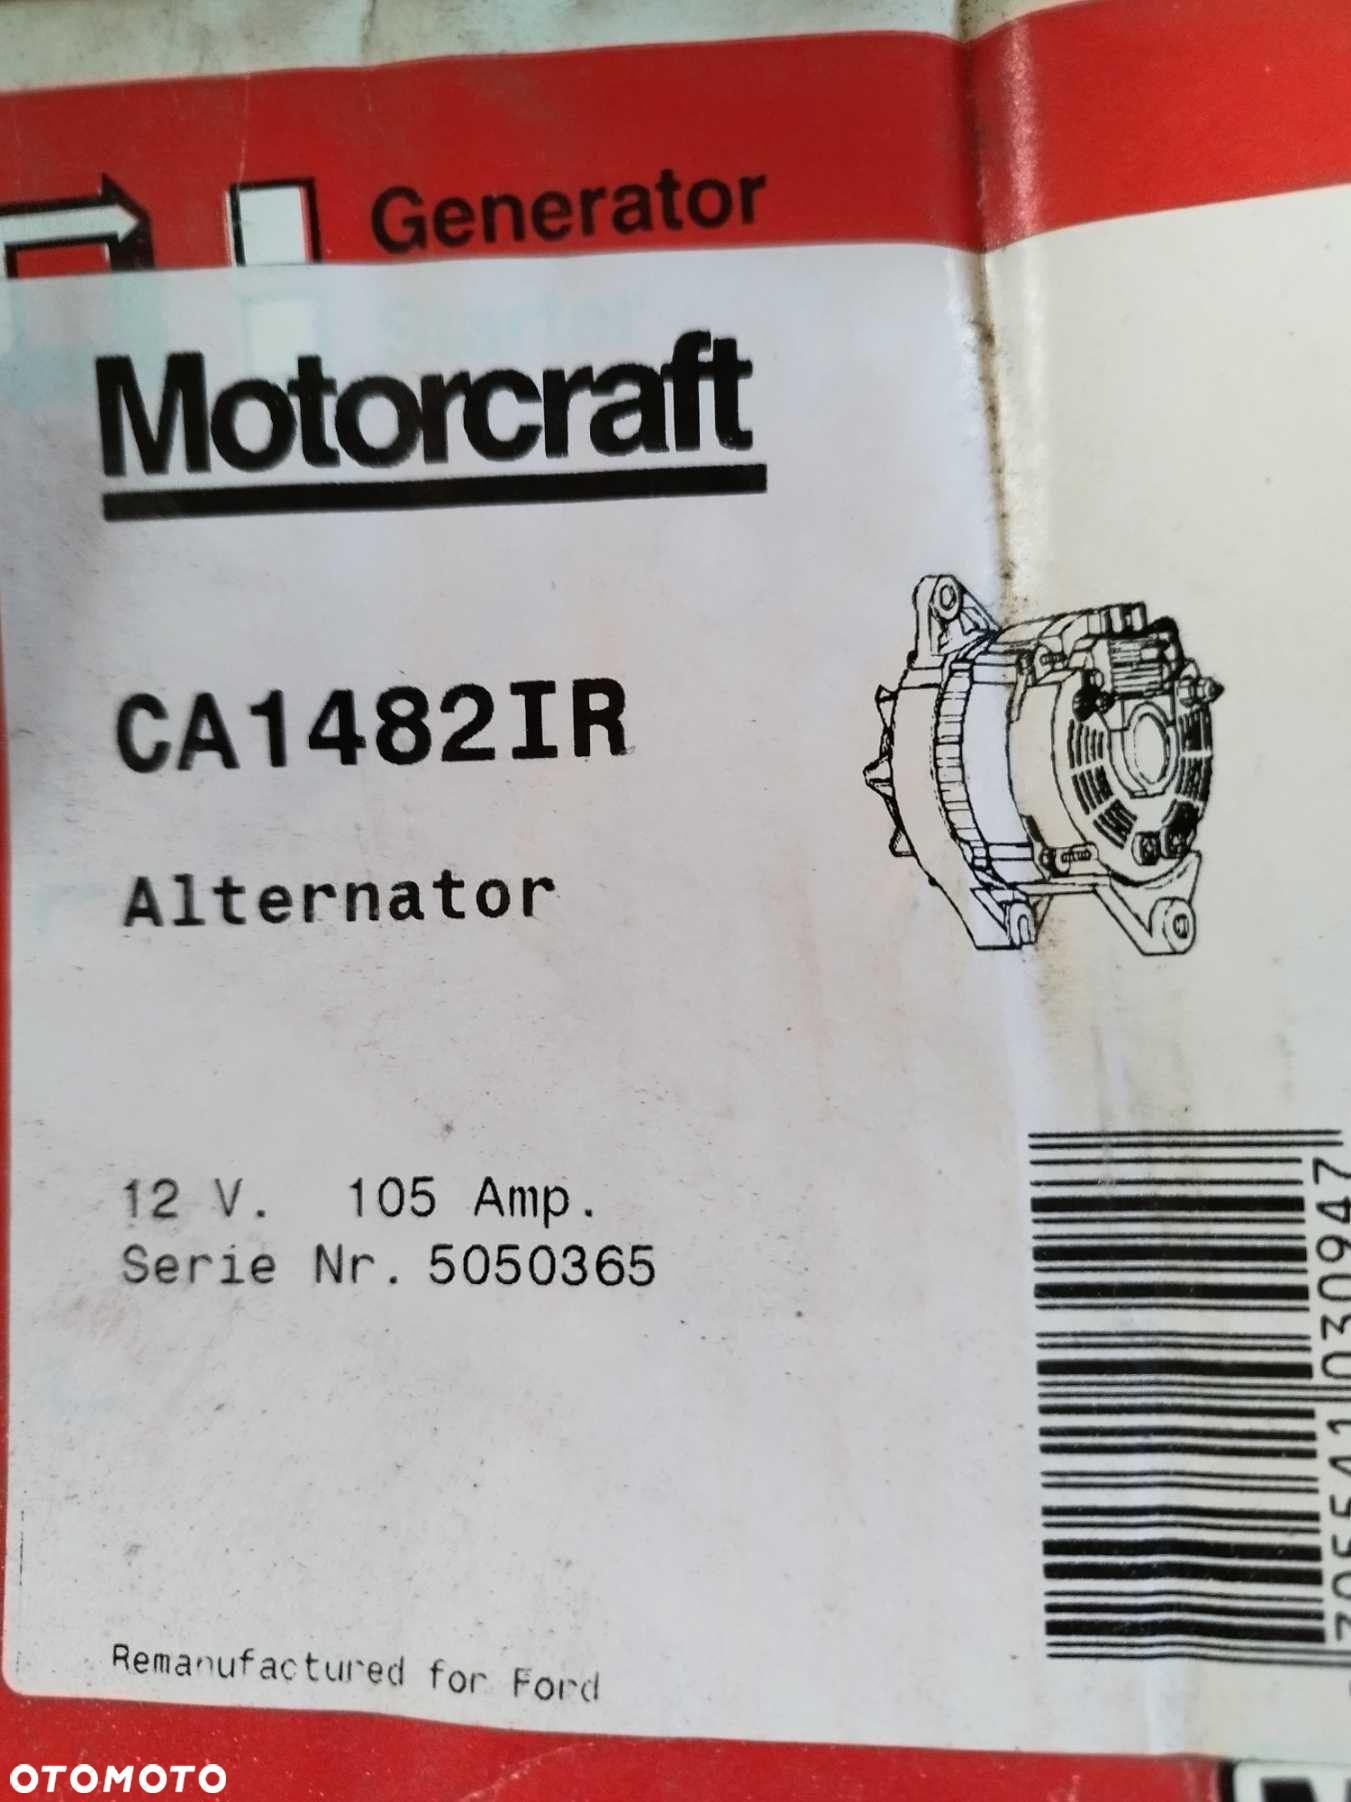 Generator
Motorcraft
CA1482IR
Alternator
12 V. 105 Amp.
Serie Nr. 5050365
030947
Remanufactured for Ford
OTOMOTO